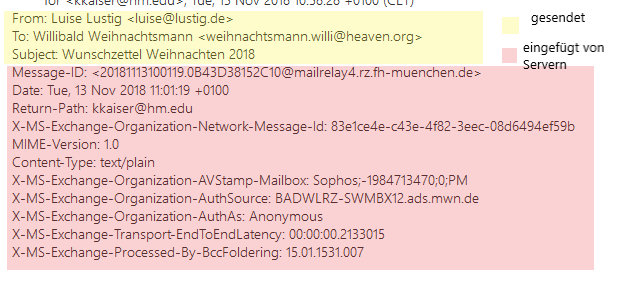 for <kkaiser@hm.edu>; Tue, 13 Nov 2018 10:58:28 +0100 (CET)
From: Luise Lustig <luise@lustig.de>
To: Willibald Weihnachtsmann <weihnachtsmann.willi@heaven.org>
Subject: Wunschzettel Weihnachten 2018
Message-ID: <20181113100119.0B43D38152C10@mailrelay4.rz.fh-muenchen.de>
Date: Tue, 13 Nov 2018 11:01:19 +0100
Return-Path: kkaiser@hm.edu
X-MS-Exchange-Organization-Network-Message-Id: 83e1ce4e-c43e-4f82-3eec-08d6494ef59b
MIME-Version: 1.0
Content-Type: text/plain
X-MS-Exchange-Organization-AVStamp-Mailbox: Sophos;-1984713470;0;PM
X-MS-Exchange-Organization-AuthSource: BADWLRZ-SWMBX12.ads.mwn.de
X-MS-Exchange-Organization-AuthAs: Anonymous
X-MS-Exchange-Transport-EndToEndLatency: 00:00:00.2133015
X-MS-Exchange-Processed-By-BccFoldering: 15.01.1531.007
gesendet
eingefügt von
Servern